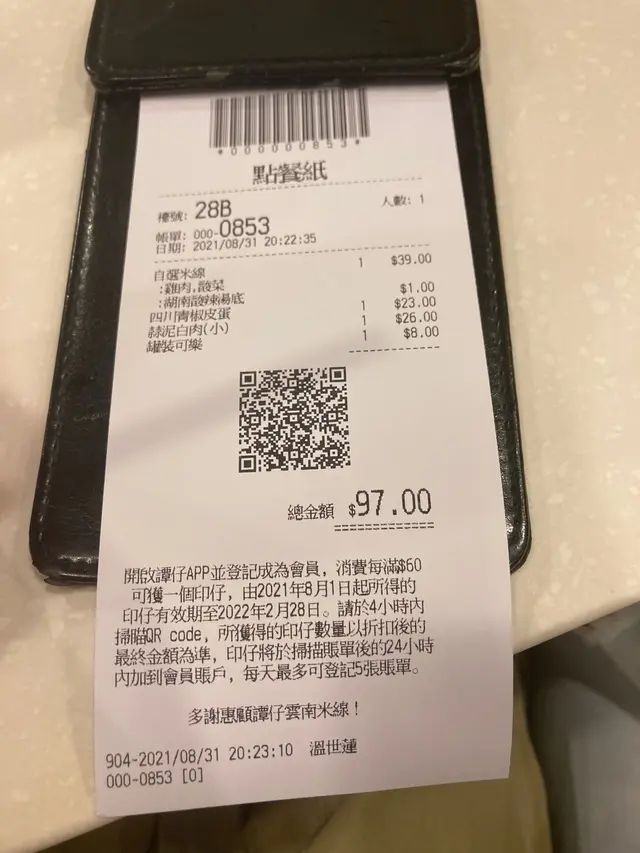 *0000000853*
點餐紙
檯號: 28B 人數: 1
帳單: 000-0853
日期: 2021/08/31 20:22:35
自選米線 1 $39.00
:雞肉,酸菜
:湖南酸辣湯底 $1.00
四川青椒皮蛋 1 $23.00
蒜泥白肉(小) 1 $26.00
罐裝可樂 1 $8.00
總金額 $97.00
開啟譚仔APP並登記成為會員，消費每滿$60
可獲一個印仔，由2021年8月1日起所得的
印仔有效期至2022年2月28日。請於4小時內
掃瞄QR code，所獲得的印仔數量以折扣後的
最終金額為準，印仔將於掃描賬單後的24小時
內加到會員賬戶，每天最多可登記5張賬單。
多謝惠顧譚仔雲南米線！
904-2021/08/31 20:23:10 溫世蓮
000-0853 [0]